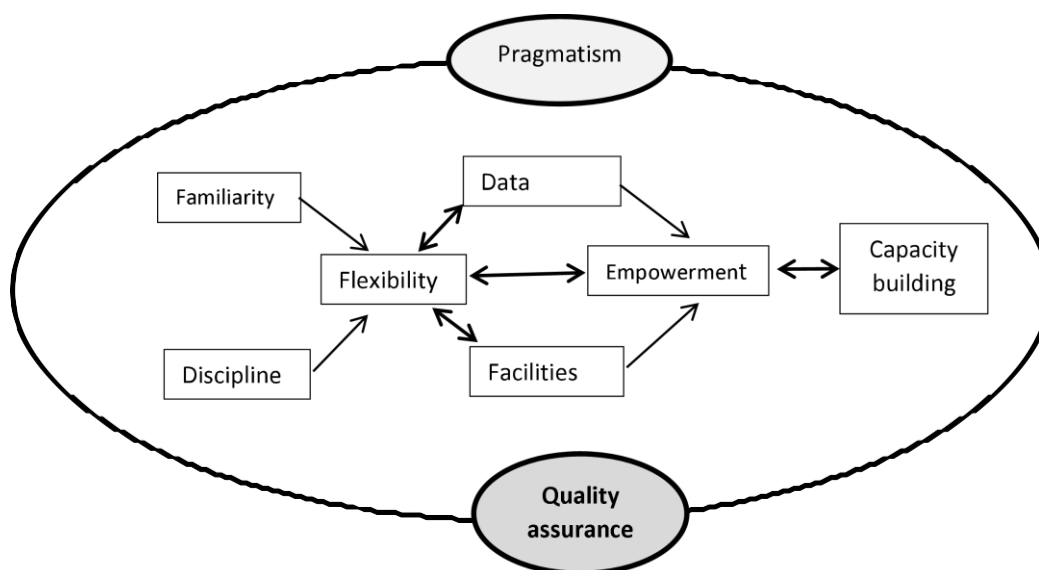 Pragmatism
Familiarity
Data
Flexibility
Empowerment
Capacity
building
Discipline
Facilities
Quality
assurance